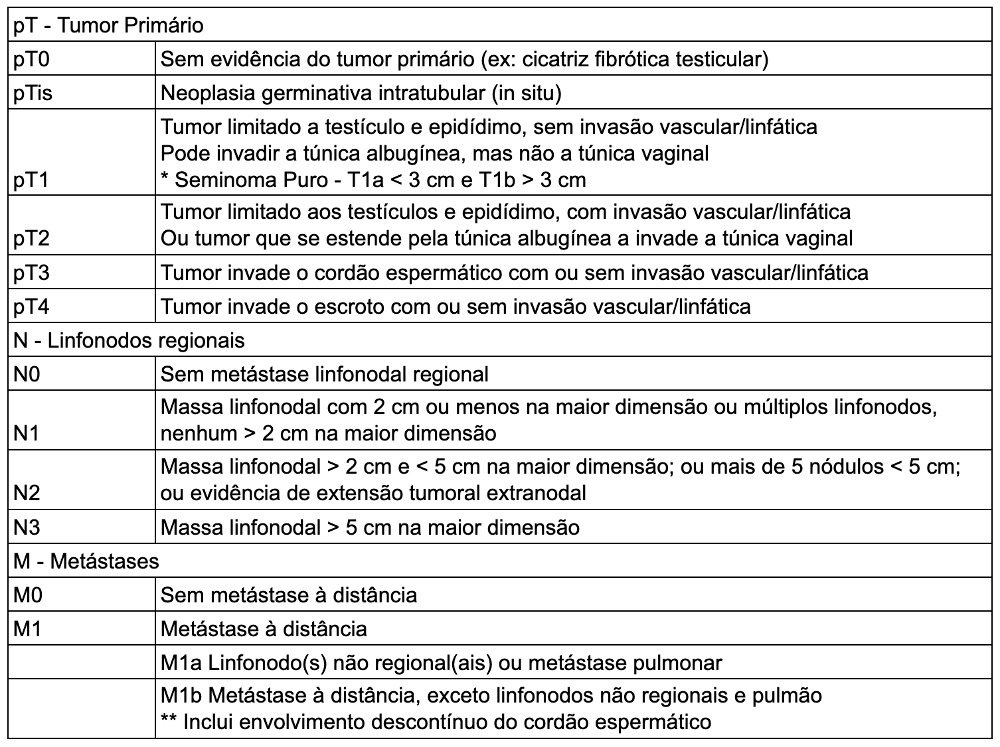 pT - Tumor Primário
pT0 Sem evidência do tumor primário (ex: cicatriz fibrótica testicular)
pTis Neoplasia germinativa intratubular (in situ)
Tumor limitado a testículo e epidídimo, sem invasão vascular/linfática
Pode invadir a túnica albugínea, mas não a túnica vaginal
pT1 * Seminoma Puro - T1a < 3 cm e T1b > 3 cm
Tumor limitado aos testículos e epidídimo, com invasão vascular/linfática
pT2 Ou tumor que se estende pela túnica albugínea a invade a túnica vaginal
pT3 Tumor invade o cordão espermático com ou sem invasão vascular/linfática
pT4 Tumor invade o escroto com ou sem invasão vascular/linfática
N - Linfonodos regionais
N0 Sem metástase linfonodal regional
Massa linfonodal com 2 cm ou menos na maior dimensão ou múltiplos linfonodos,
N1 nenhum > 2 cm na maior dimensão
Massa linfonodal > 2 cm e < 5 cm na maior dimensão; ou mais de 5 nódulos < 5 cm;
N2 ou evidência de extensão tumoral extranodal
N3 Massa linfonodal > 5 cm na maior dimensão
M - Metástases
M0 Sem metástase à distância
M1 Metástase à distância
M1a Linfonodo(s) não regional(ais) ou metástase pulmonar
M1b Metástase à distância, exceto linfonodos não regionais e pulmão
** Inclui envolvimento descontínuo do cordão espermático